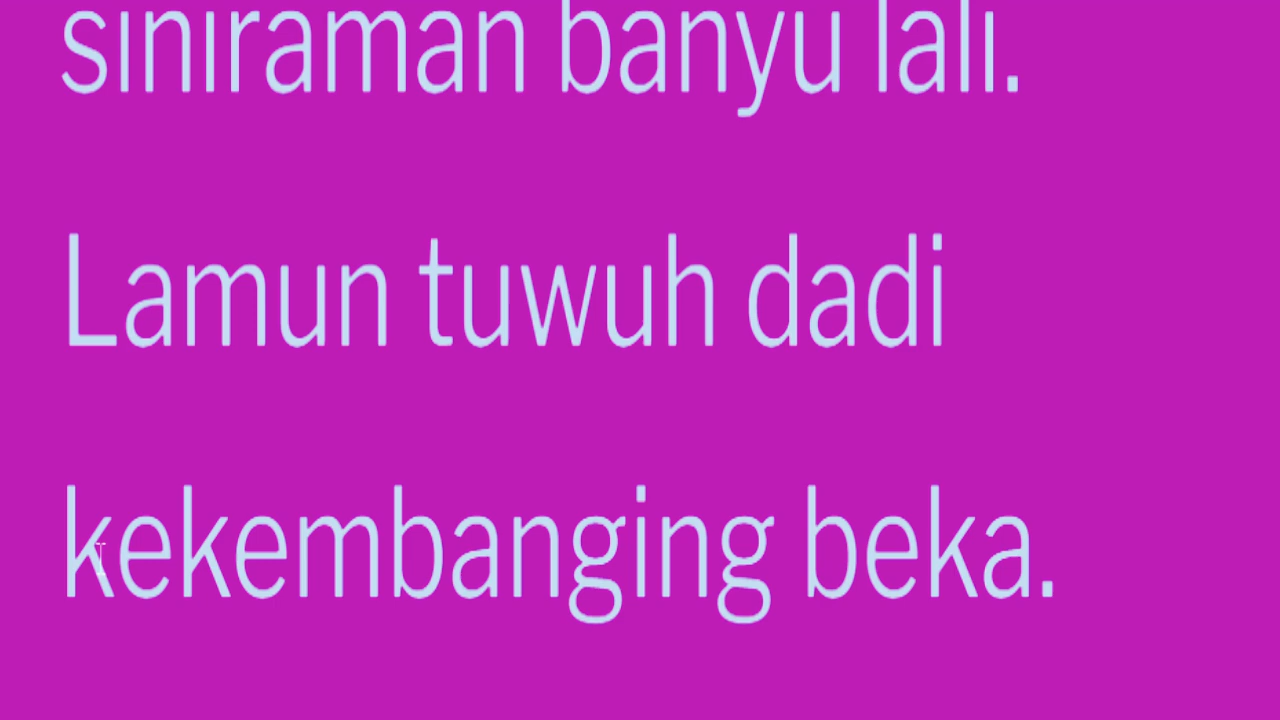 siniraman banyu lali.
Lamun tuwuh dadi
kekembanging beka.